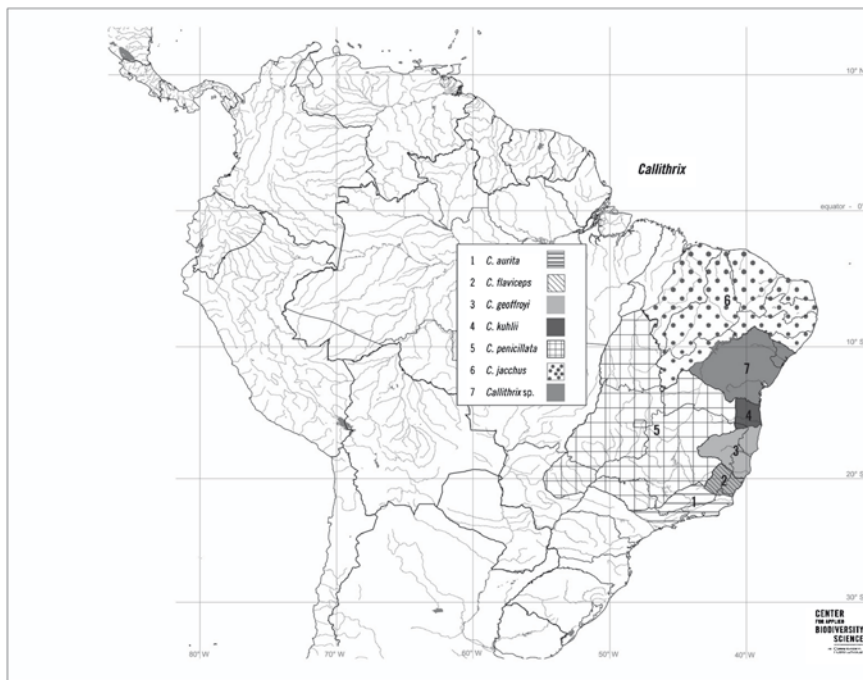 10° N
Callithrix
equator - 0°
1 C. aurita
2 C. flaviceps
3 C. geoffroyi
4 C. kuhlii
5 C. penicillata
6 C. jacchus
7 Callithrix sp.
6
10° S
7
4
5
3
2
20° S
1
30° S
CENTER
FOR APPLIED
BIODIVERSITY
SCIENCE
80° W
70° W
60° W
50° W
40° W